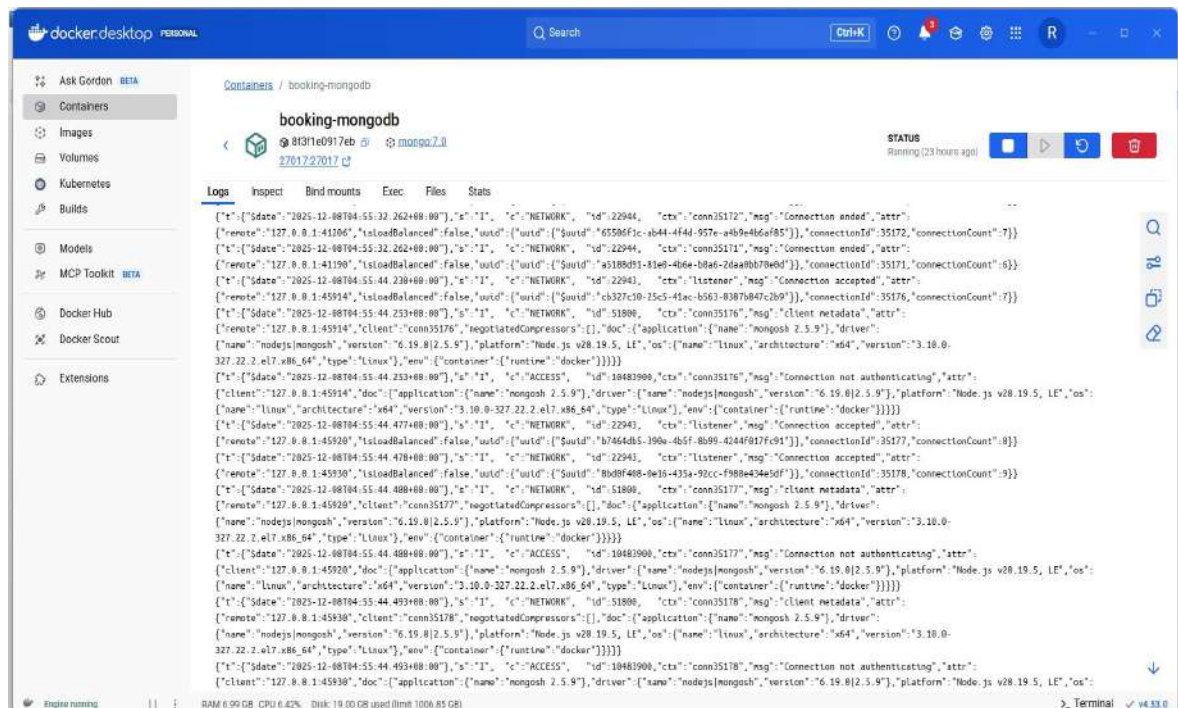 docker.desktop PERSONAL
Search
Ctrl+K
3
R
Ask Gordon BETA
Containers
Images
Volumes
Kubernetes
Builds
Models
MCP Toolkit BETA
Docker Hub
Docker Scout
Extensions
Containers / booking-mongodb
booking-mongodb
8f3f1e0917eb mongo:7.0
27017:27017
STATUS
Running (23 hours ago)
Logs Inspect Bind mounts Exec Files Stats
{"t":{"$date":"2025-12-08T04:55:32.262+00:00"},"s":"I", "c":"NETWORK", "id":22944, "ctx":"conn35172","msg":"Connection ended","attr":
{"remote":"127.0.0.1:41206","isLoadBalanced":false,"uuid":{"uuid":{"$uuid":"65506f1c-ab44-4f4d-957e-a4b9e4b6af85"}},"connectionId":35172,"connectionCount":7}}
{"t":{"$date":"2025-12-08T04:55:32.262+00:00"},"s":"I", "c":"NETWORK", "id":22944, "ctx":"conn35171","msg":"Connection ended","attr":
{"remote":"127.0.0.1:41190","isLoadBalanced":false,"uuid":{"uuid":{"$uuid":"a5188d91-81e8-4b6e-b8a6-2daa0bb70e0d"}},"connectionId":35171,"connectionCount":6}}
{"t":{"$date":"2025-12-08T04:55:44.230+00:00"},"s":"I", "c":"NETWORK", "id":22943, "ctx":"listener","msg":"Connection accepted","attr":
{"remote":"127.0.0.1:45914","isLoadBalanced":false,"uuid":{"uuid":{"$uuid":"cb327c10-25c5-41ac-b563-0387b047c2b9"}},"connectionId":35176,"connectionCount":7}}
{"t":{"$date":"2025-12-08T04:55:44.253+00:00"},"s":"I", "c":"NETWORK", "id":51800, "ctx":"conn35176","msg":"client metadata","attr":
{"remote":"127.0.0.1:45914","client":"conn35176","negotiatedCompressors":[],"doc":{"application":{"name":"mongosh 2.5.9"},"driver":
{"name":"nodejs|mongosh","version":"6.19.0|2.5.9"},"platform":"Node.js v20.19.5, LE","os":{"name":"linux","architecture":"x64","version":"3.10.0-
327.22.2.el7.x86_64","type":"Linux"},"env":{"container":{"runtime":"docker"}}}}}
{"t":{"$date":"2025-12-08T04:55:44.253+00:00"},"s":"I", "c":"ACCESS", "id":10483900,"ctx":"conn35176","msg":"Connection not authenticating","attr":
{"client":"127.0.0.1:45914","doc":{"application":{"name":"mongosh 2.5.9"},"driver":{"name":"nodejs|mongosh","version":"6.19.0|2.5.9"},"platform":"Node.js v20.19.5, LE","os":
{"name":"linux","architecture":"x64","version":"3.10.0-327.22.2.el7.x86_64","type":"Linux"},"env":{"container":{"runtime":"docker"}}}}}
{"t":{"$date":"2025-12-08T04:55:44.477+00:00"},"s":"I", "c":"NETWORK", "id":22943, "ctx":"listener","msg":"Connection accepted","attr":
{"remote":"127.0.0.1:45920","isLoadBalanced":false,"uuid":{"uuid":{"$uuid":"b7464db5-390e-4b5f-8b99-4244f017fc91"}},"connectionId":35177,"connectionCount":8}}
{"t":{"$date":"2025-12-08T04:55:44.478+00:00"},"s":"I", "c":"NETWORK", "id":22943, "ctx":"listener","msg":"Connection accepted","attr":
{"remote":"127.0.0.1:45930","isLoadBalanced":false,"uuid":{"uuid":{"$uuid":"8bd0f408-0e16-435a-92cc-f988e434e5df"}},"connectionId":35178,"connectionCount":9}}
{"t":{"$date":"2025-12-08T04:55:44.488+00:00"},"s":"I", "c":"NETWORK", "id":51800, "ctx":"conn35177","msg":"client metadata","attr":
{"remote":"127.0.0.1:45920","client":"conn35177","negotiatedCompressors":[],"doc":{"application":{"name":"mongosh 2.5.9"},"driver":
{"name":"nodejs|mongosh","version":"6.19.0|2.5.9"},"platform":"Node.js v20.19.5, LE","os":{"name":"linux","architecture":"x64","version":"3.10.0-
327.22.2.el7.x86_64","type":"Linux"},"env":{"container":{"runtime":"docker"}}}}}
{"t":{"$date":"2025-12-08T04:55:44.488+00:00"},"s":"I", "c":"ACCESS", "id":10483900,"ctx":"conn35177","msg":"Connection not authenticating","attr":
{"client":"127.0.0.1:45920","doc":{"application":{"name":"mongosh 2.5.9"},"driver":{"name":"nodejs|mongosh","version":"6.19.0|2.5.9"},"platform":"Node.js v20.19.5, LE","os":
{"name":"linux","architecture":"x64","version":"3.10.0-327.22.2.el7.x86_64","type":"Linux"},"env":{"container":{"runtime":"docker"}}}}}
{"t":{"$date":"2025-12-08T04:55:44.493+00:00"},"s":"I", "c":"NETWORK", "id":51800, "ctx":"conn35178","msg":"client metadata","attr":
{"remote":"127.0.0.1:45930","client":"conn35178","negotiatedCompressors":[],"doc":{"application":{"name":"mongosh 2.5.9"},"driver":
{"name":"nodejs|mongosh","version":"6.19.0|2.5.9"},"platform":"Node.js v20.19.5, LE","os":{"name":"linux","architecture":"x64","version":"3.10.0-
327.22.2.el7.x86_64","type":"Linux"},"env":{"container":{"runtime":"docker"}}}}}
{"t":{"$date":"2025-12-08T04:55:44.493+00:00"},"s":"I", "c":"ACCESS", "id":10483900,"ctx":"conn35178","msg":"Connection not authenticating","attr":
{"client":"127.0.0.1:45930","doc":{"application":{"name":"mongosh 2.5.9"},"driver":{"name":"nodejs|mongosh","version":"6.19.0|2.5.9"},"platform":"Node.js v20.19.5, LE","os":
Engine running RAM 6.99 GB CPU 6.42% Disk: 19.00 GB used (limit 1006.85 GB) >_ Terminal v4.53.0